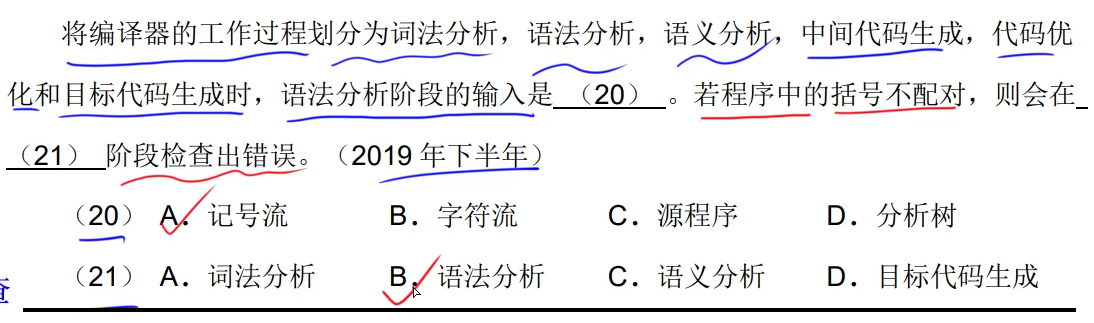 将编译器的工作过程划分为词法分析，语法分析，语义分析，中间代码生成，代码优
化和目标代码生成时，语法分析阶段的输入是 （20） 。若程序中的括号不配对，则会在
（21） 阶段检查出错误。（2019 年下半年）
（20） A．记号流 B．字符流 C．源程序 D．分析树
（21） A．词法分析 B．语法分析 C．语义分析 D．目标代码生成